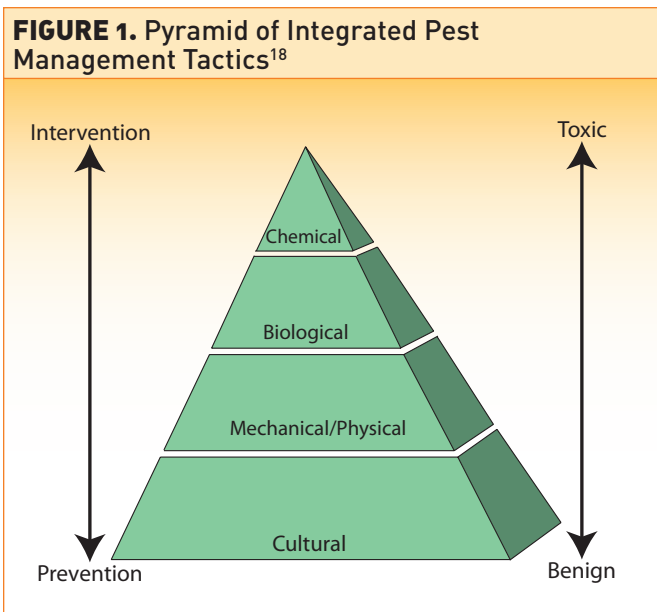 FIGURE 1. Pyramid of Integrated Pest
Management Tactics¹⁸
Intervention
Toxic
Chemical
Biological
Mechanical/Physical
Cultural
Prevention
Benign